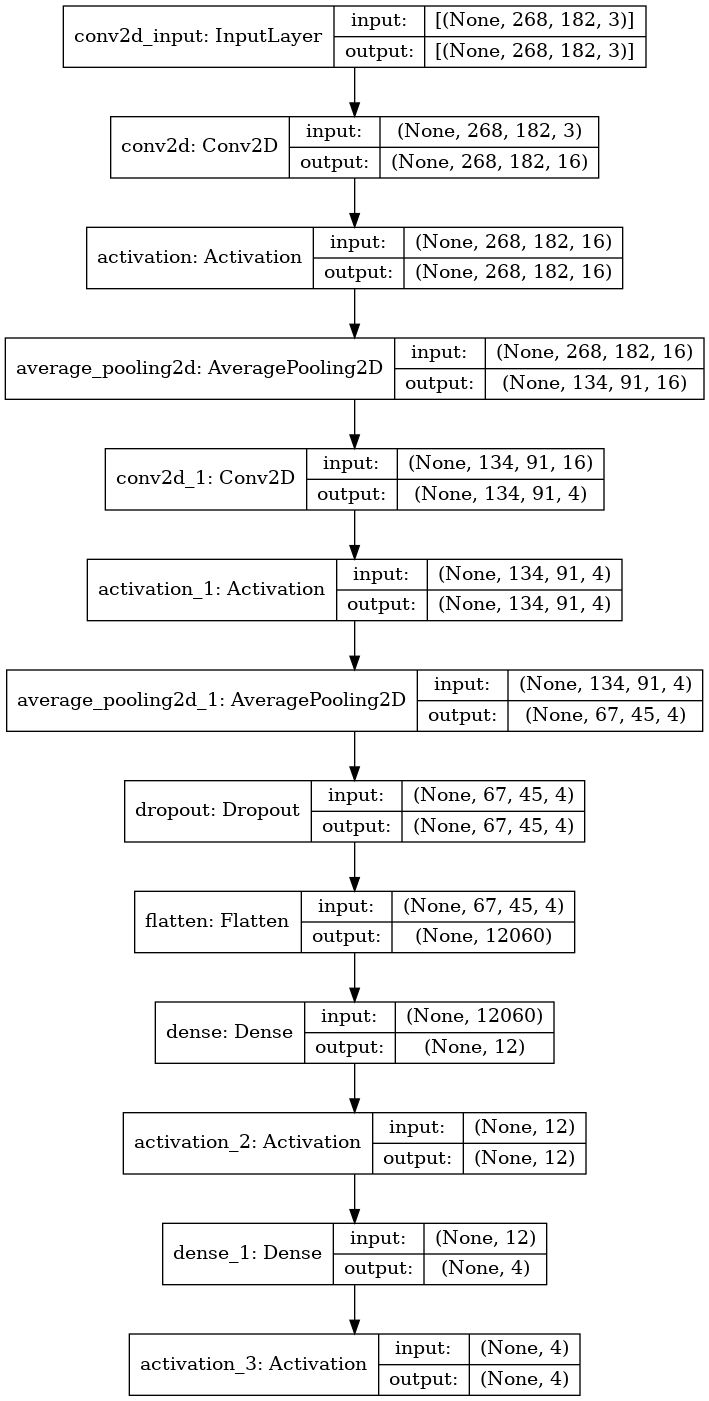 conv2d_input: InputLayer
input: [(None, 268, 182, 3)]
output: [(None, 268, 182, 3)]
conv2d: Conv2D
input: (None, 268, 182, 3)
output: (None, 268, 182, 16)
activation: Activation
input: (None, 268, 182, 16)
output: (None, 268, 182, 16)
average_pooling2d: AveragePooling2D
input: (None, 268, 182, 16)
output: (None, 134, 91, 16)
conv2d_1: Conv2D
input: (None, 134, 91, 16)
output: (None, 134, 91, 4)
activation_1: Activation
input: (None, 134, 91, 4)
output: (None, 134, 91, 4)
average_pooling2d_1: AveragePooling2D
input: (None, 134, 91, 4)
output: (None, 67, 45, 4)
dropout: Dropout
input: (None, 67, 45, 4)
output: (None, 67, 45, 4)
flatten: Flatten
input: (None, 67, 45, 4)
output: (None, 12060)
dense: Dense
input: (None, 12060)
output: (None, 12)
activation_2: Activation
input: (None, 12)
output: (None, 12)
dense_1: Dense
input: (None, 12)
output: (None, 4)
activation_3: Activation
input: (None, 4)
output: (None, 4)